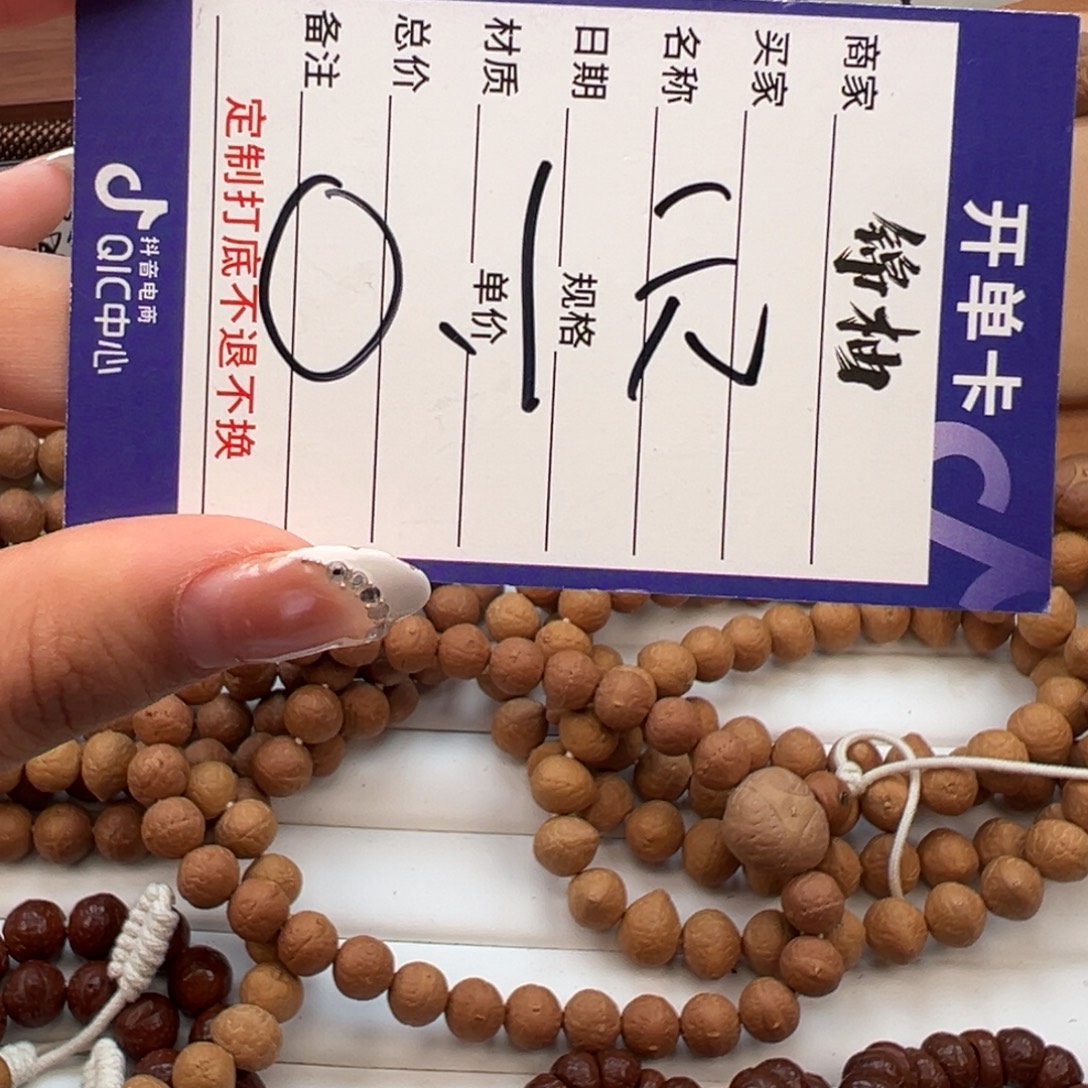 开单卡
商家
买家
名称
日期 规格
材质 单价
总价
备注
定制打底不退不换
抖音电商
QIC中心